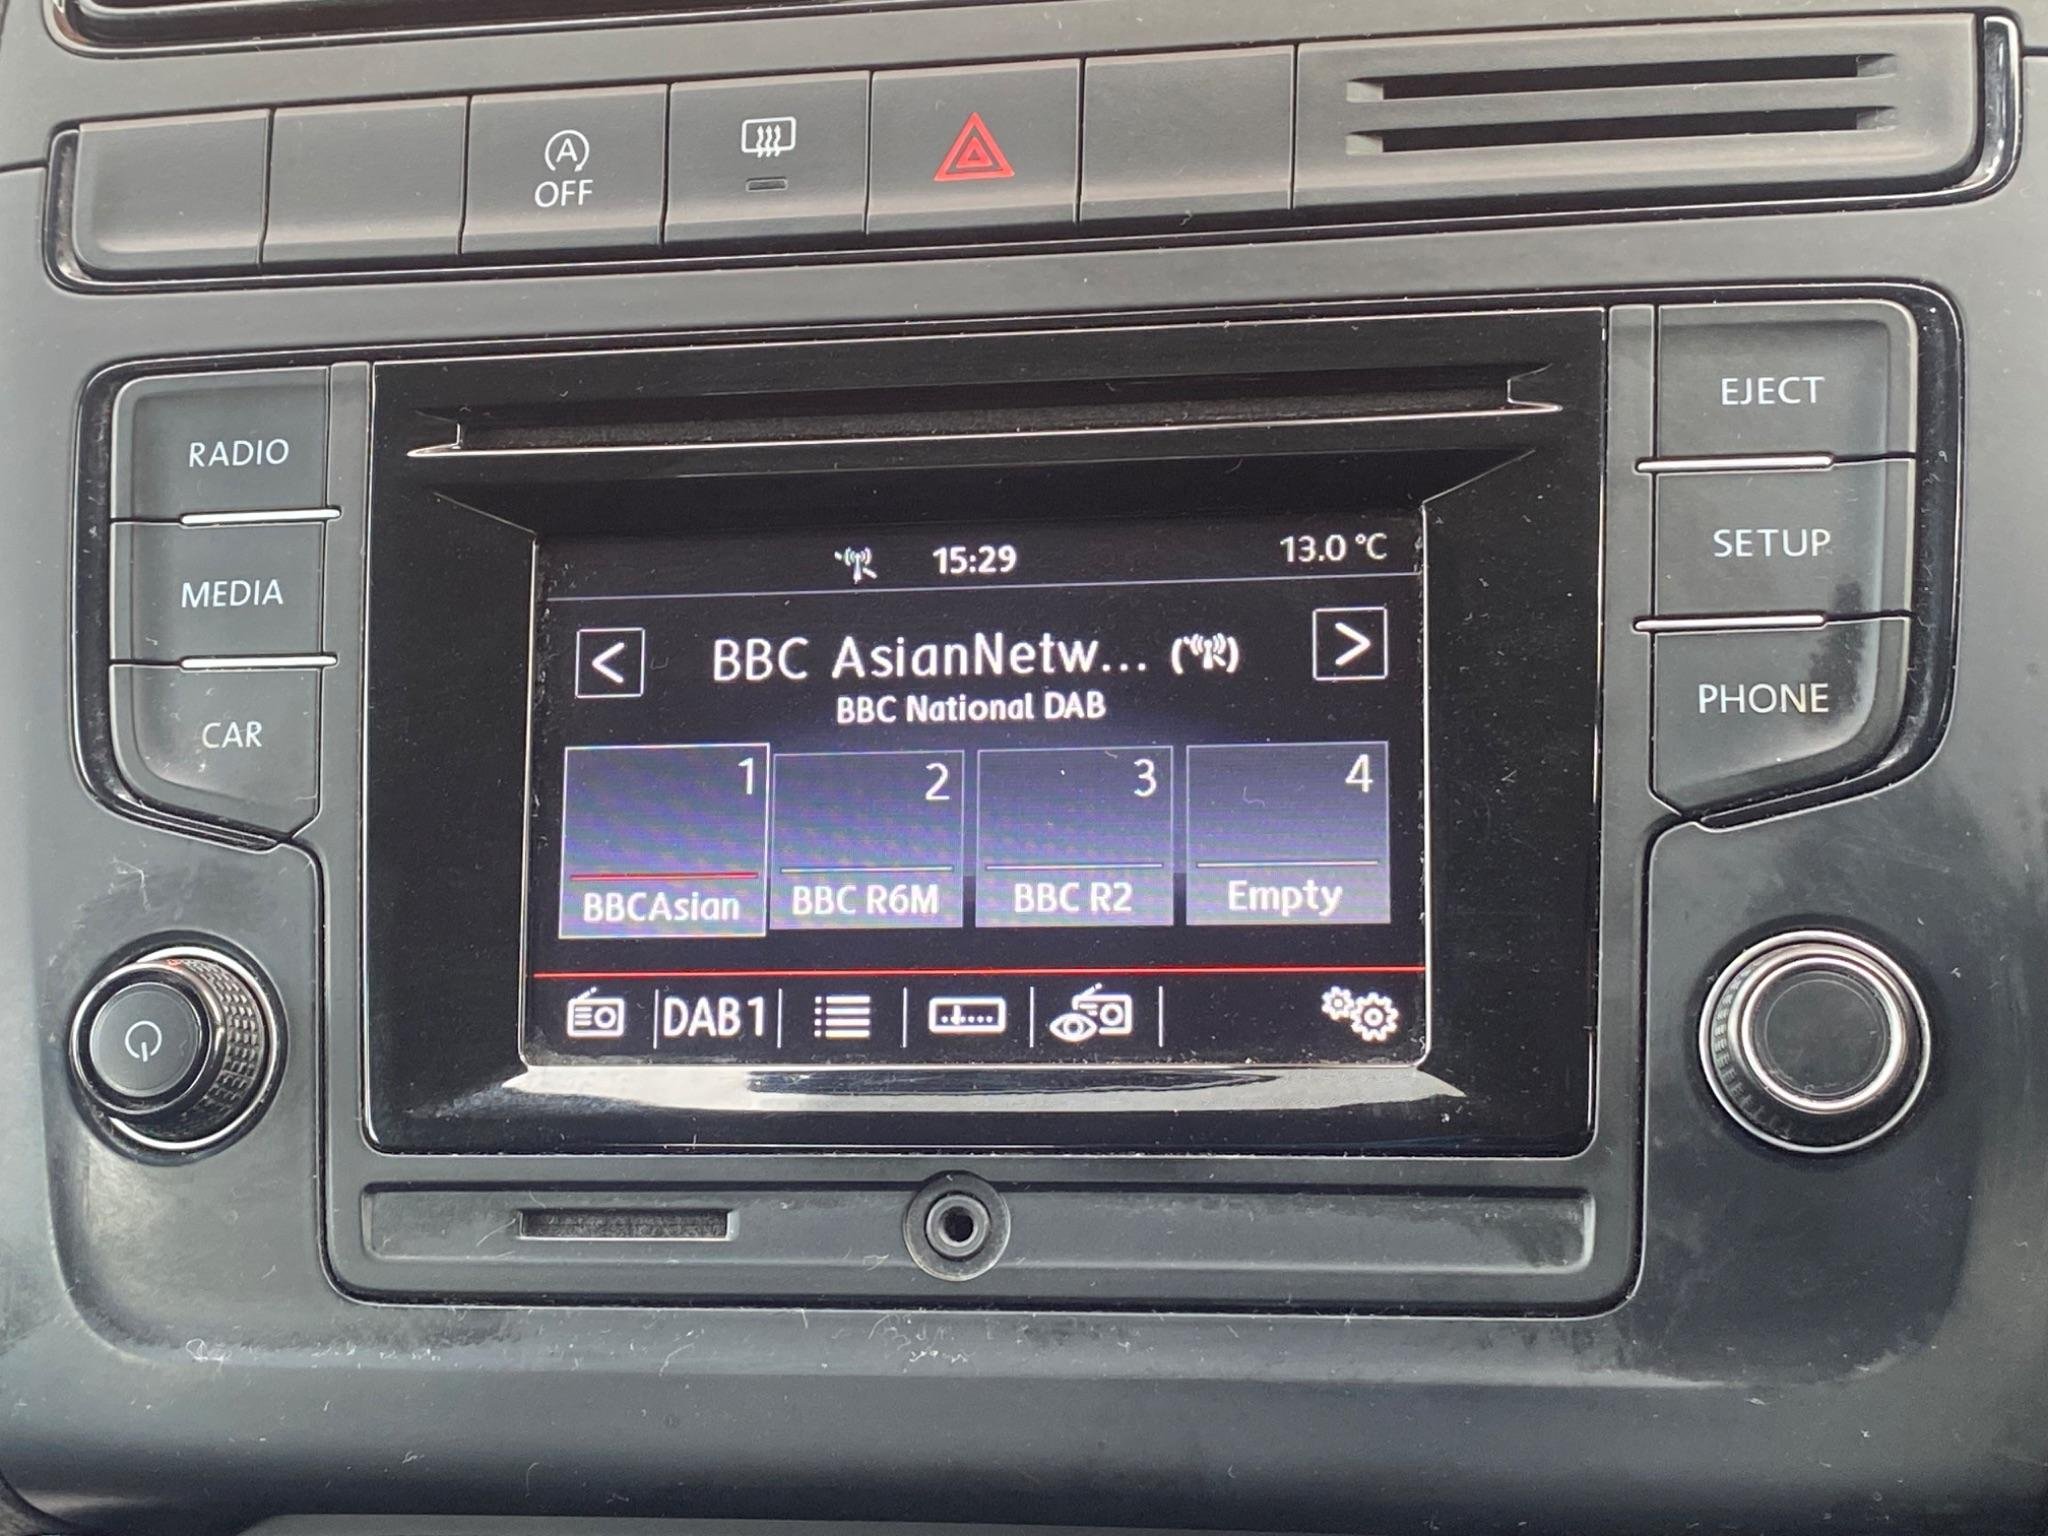 A
OFF
RADIO
MEDIA
CAR
EJECT
SETUP
PHONE
15:29
13.0 °C
< BBC AsianNetw... >
BBC National DAB
1
2
3
4
BBCAsian
BBC R6M
BBC R2
Empty
DAB1